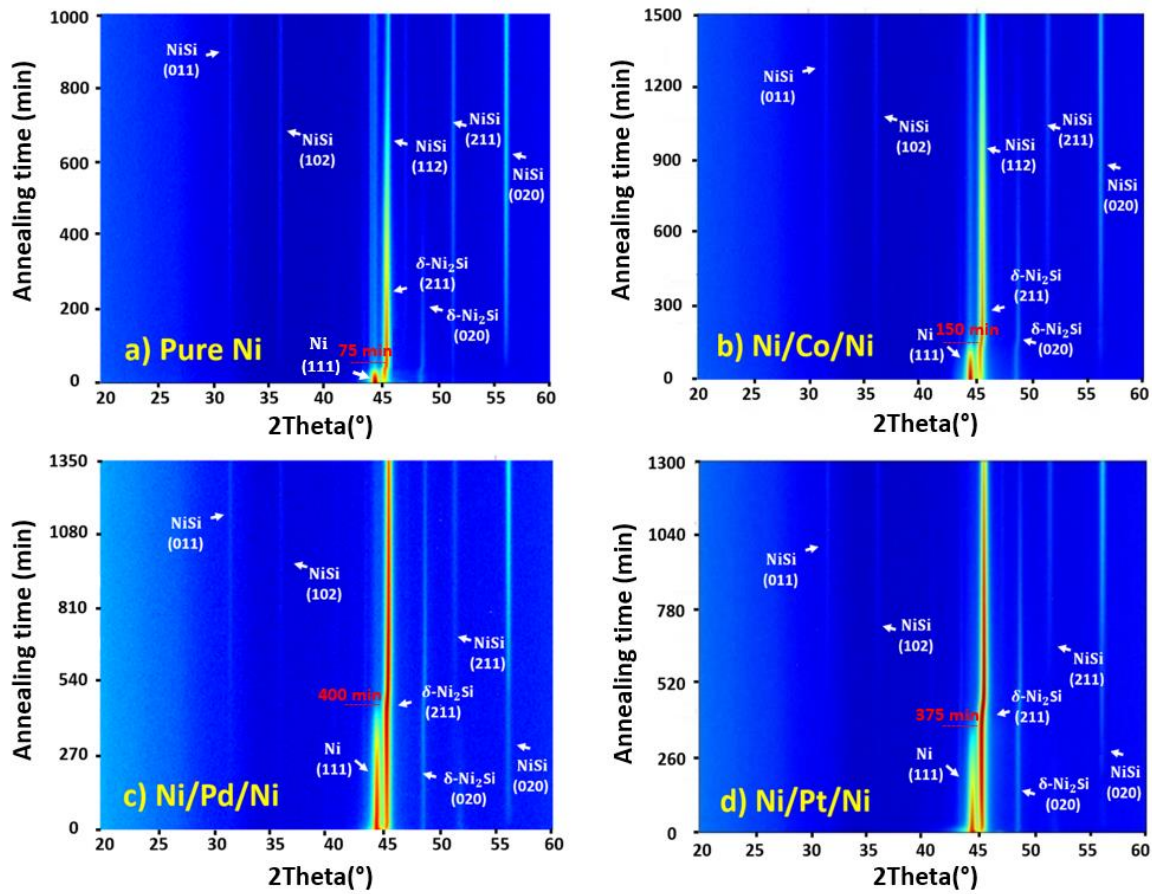 1000
800
600
400
200
0
Annealing time (min)
NiSi
(011)
NiSi
(102)
NiSi
(112)
NiSi
(211)
NiSi
(020)
δ-Ni₂Si
(211)
δ-Ni₂Si
(020)
Ni
(111)
75 min
a) Pure Ni
20 25 30 35 40 45 50 55 60
2Theta(°)
1500
1200
900
600
300
0
Annealing time (min)
NiSi
(011)
NiSi
(102)
NiSi
(112)
NiSi
(211)
NiSi
(020)
δ-Ni₂Si
(211)
δ-Ni₂Si
(020)
Ni
(111)
150 min
b) Ni/Co/Ni
20 25 30 35 40 45 50 55 60
2Theta(°)
1350
1080
810
540
270
0
Annealing time (min)
NiSi
(011)
NiSi
(102)
NiSi
(211)
400 min
δ-Ni₂Si
(211)
Ni
(111)
δ-Ni₂Si
(020)
NiSi
(020)
c) Ni/Pd/Ni
20 25 30 35 40 45 50 55 60
2Theta(°)
1300
1040
780
520
260
0
Annealing time (min)
NiSi
(011)
NiSi
(102)
NiSi
(211)
375 min
δ-Ni₂Si
(211)
Ni
(111)
δ-Ni₂Si
(020)
NiSi
(020)
d) Ni/Pt/Ni
20 25 30 35 40 45 50 55 60
2Theta(°)